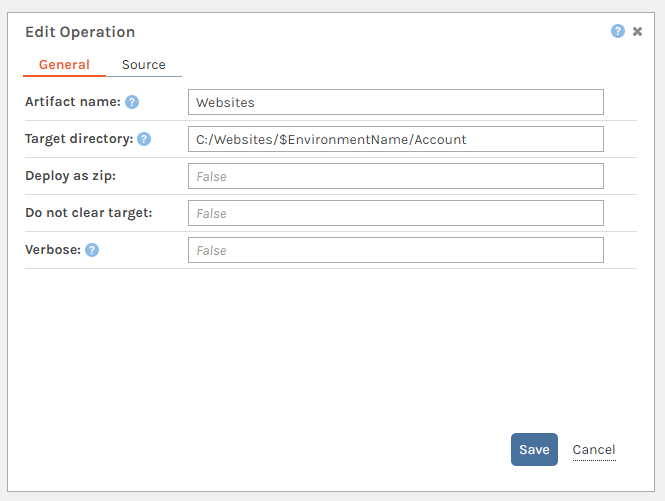 Edit Operation
? ✖
General Source
Artifact name: ? Websites
Target directory: ? C:/Websites/$EnvironmentName/Account
Deploy as zip: False
Do not clear target: False
Verbose: ? False
Save Cancel